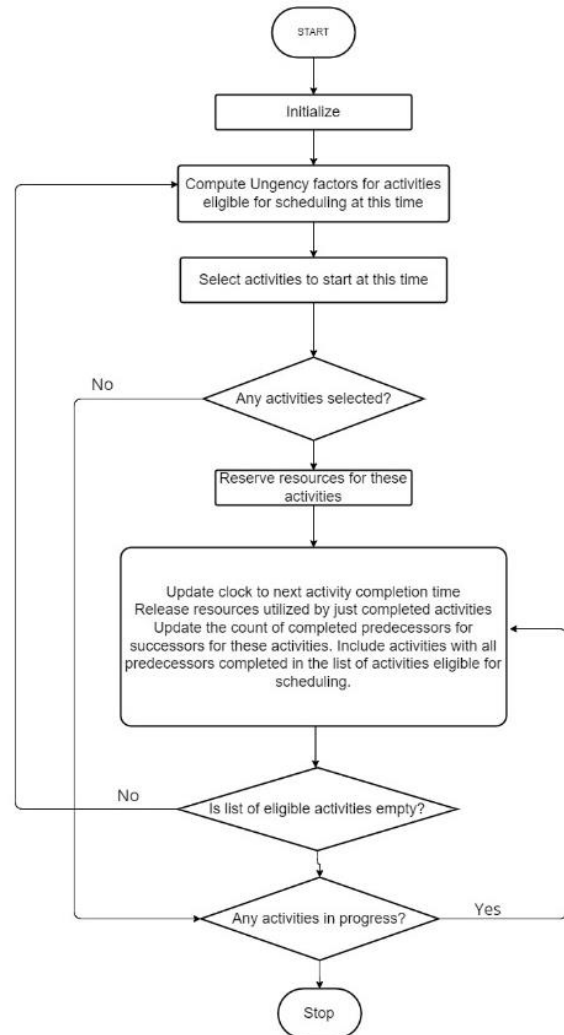 START
Initialize
Compute Ungency factors for activities
eligible for scheduling at this time
Select activities to start at this time
No
Any activities selected?
Reserve resources for these
activities
Update clock to next activity completion time
Release resources utilized by just completed activities
Update the count of completed predecessors for
successors for these activities. Include activities with all
predecessors completed in the list of activities eligible for
scheduling.
No
Is list of eligible activities empty?
Any activities in progress?
Yes
Stop